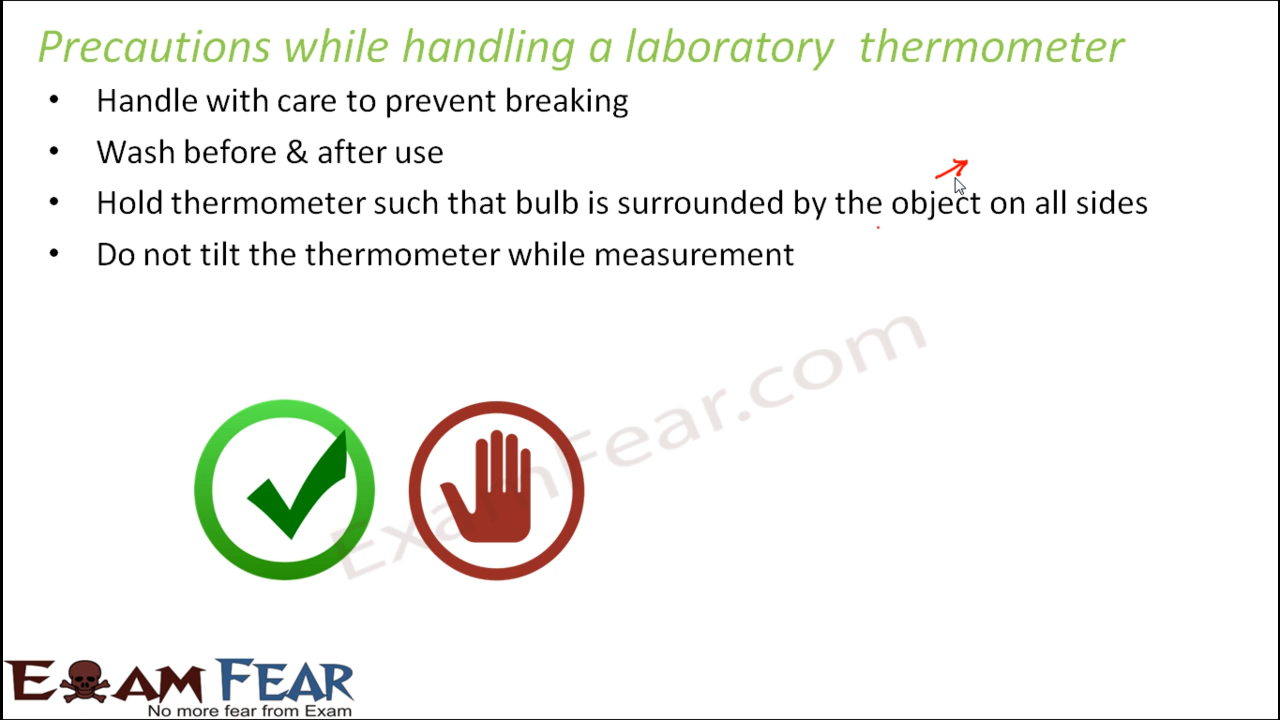 Precautions while handling a laboratory thermometer
• Handle with care to prevent breaking
• Wash before & after use
• Hold thermometer such that bulb is surrounded by the object on all sides
• Do not tilt the thermometer while measurement
ExamFear.com
EXAM FEAR
No more fear from Exam